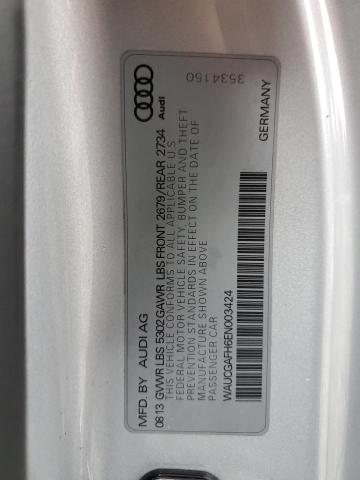 MFD. BY AUDI AG
08 13 GVWR LBS 5302 GAWR LBS FRONT 2679/REAR 2734
THIS VEHICLE CONFORMS TO ALL APPLICABLE U S
FEDERAL MOTOR VEHICLE SAFETY, BUMPER AND THEFT
PREVENTION STANDARDS IN EFFECT ON THE DATE OF
MANUFACTURE SHOWN ABOVE
PASSENGER CAR
WAUCGAFH6EN003424
Audi
3534150
GERMANY